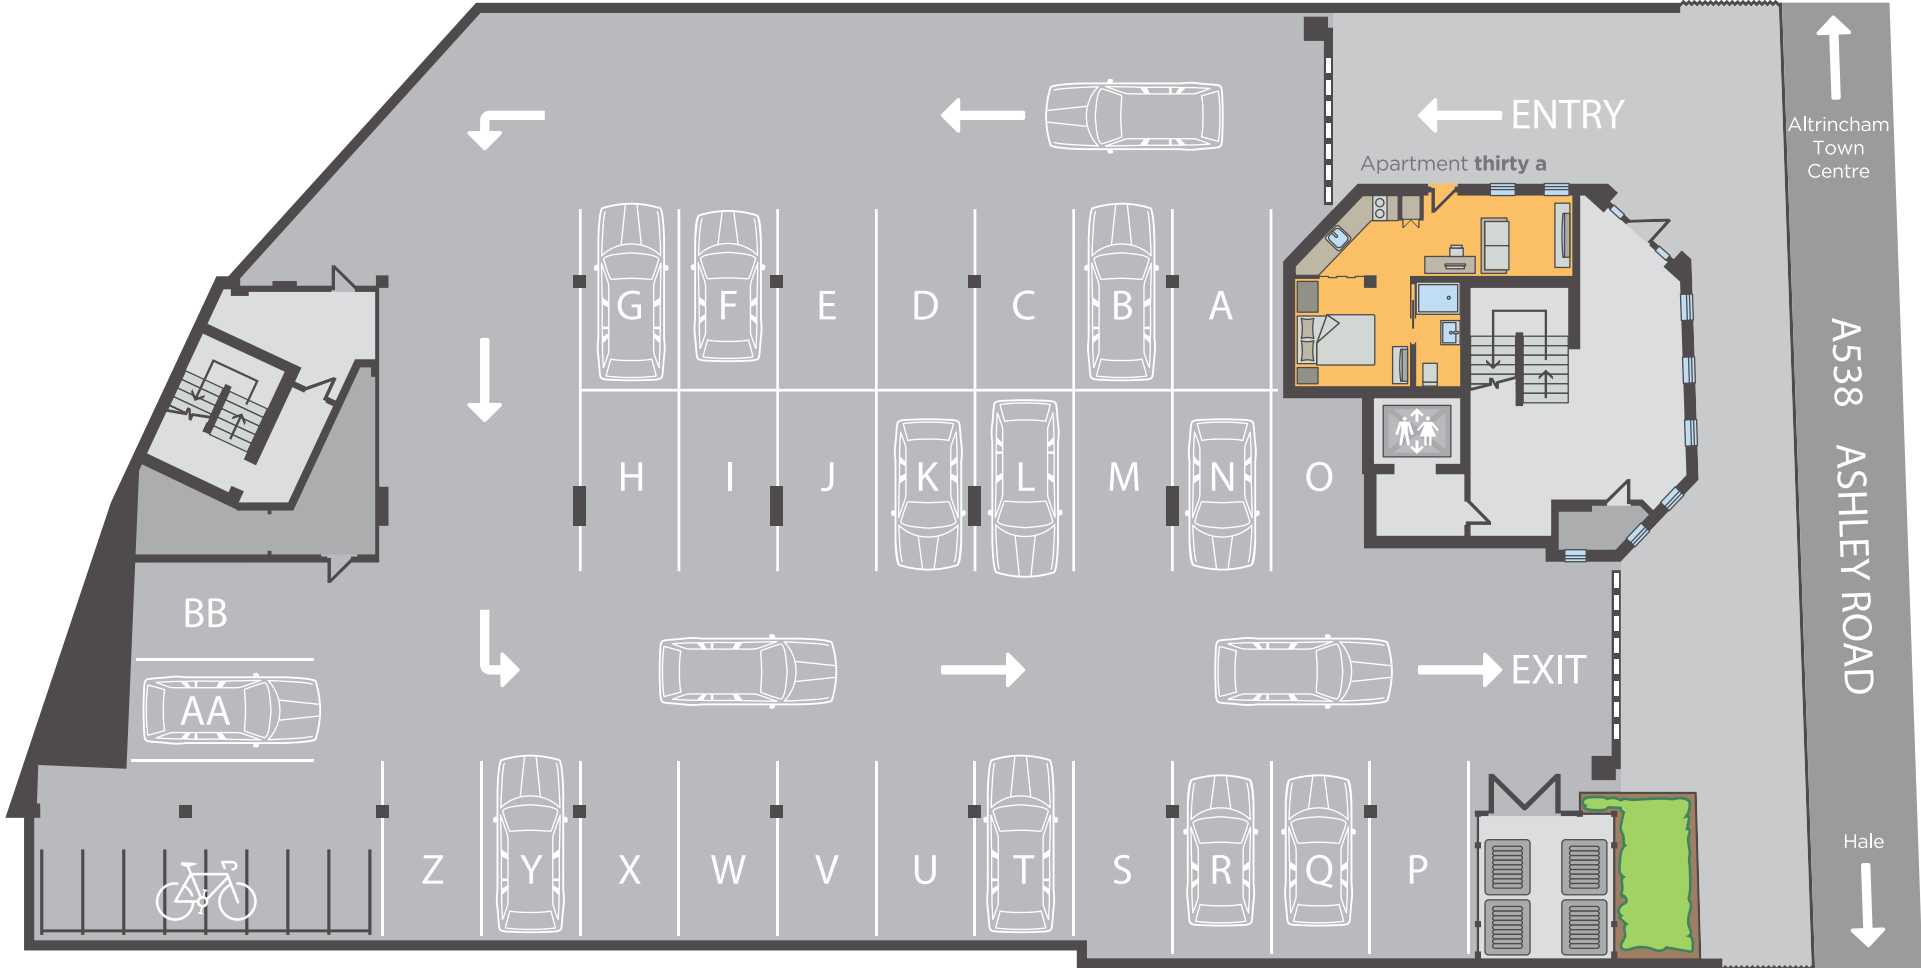 ENTRY
Apartment thirty a
Altrincham
Town
Centre
G F E D C B A
H I J K L M N O
A538 ASHLEY ROAD
BB
EXIT
AA
Hale
Z Y X W V U T S R Q P